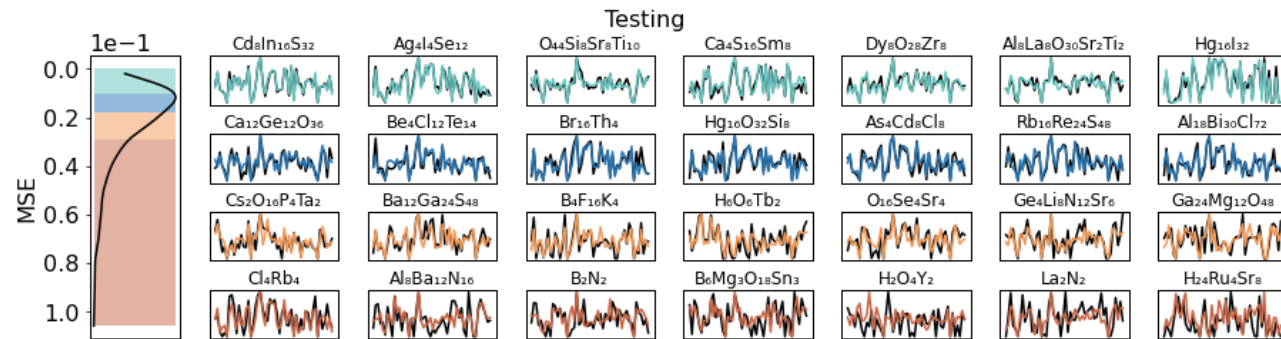 Testing
1e−1
Cd₈In₁₆S₃₂ Ag₄I₄Se₁₂ O₄₄Si₈Sr₈Ti₁₀ Ca₄S₁₆Sm₈ Dy₈O₂₈Zr₈ Al₈La₈O₃₀Sr₂Ti₂ Hg₁₆I₃₂
0.0
0.2
Ca₁₂Ge₁₂O₃₆ Be₄Cl₁₂Te₁₄ Br₁₆Th₄ Hg₁₆O₃₂Si₈ As₄Cd₈Cl₈ Rb₁₆Re₂₄S₄₈ Al₁₈Bi₃₀Cl₇₂
0.4
MSE
Cs₂O₁₆P₄Ta₂ Ba₁₂Ga₂₄S₄₈ B₄F₁₆K₄ H₆O₆Tb₂ O₁₆Se₄Sr₄ Ge₄Li₈N₁₂Sr₆ Ga₂₄Mg₁₂O₄₈
0.6
0.8
Cl₄Rb₄ Al₈Ba₁₂N₁₆ B₂N₂ B₆Mg₃O₁₈Sn₃ H₂O₄Y₂ La₂N₂ H₂₄Ru₄Sr₈
1.0